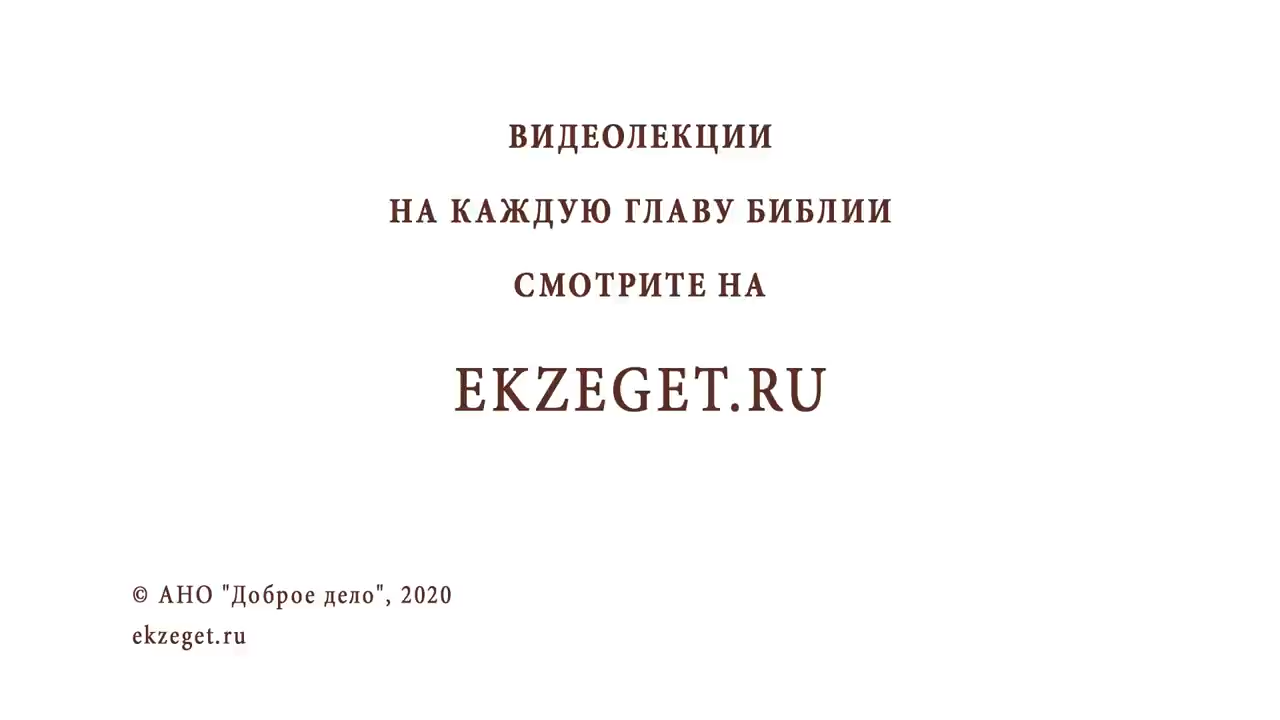 ВИДЕОЛЕКЦИИ
НА КАЖДУЮ ГЛАВУ БИБЛИИ
СМОТРИТЕ НА
EKZEGET.RU
© АНО "Доброе дело", 2020
ekzeget.ru